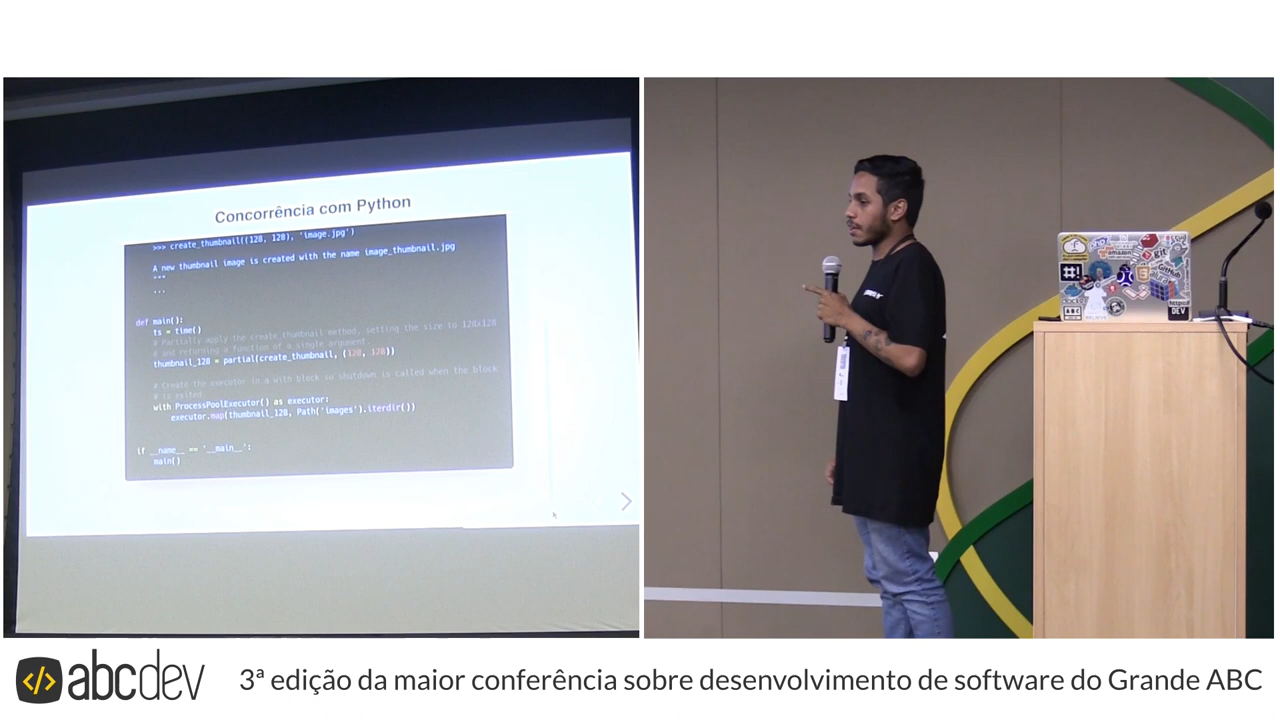 Concorrência com Python
>>> create_thumbnail((128, 128), 'image.jpg')
A new thumbnail image is created with the name image_thumbnail.jpg
"""
...
def main():
ts = time()
# Partially apply the create_thumbnail method, setting the size to 128x128
# and returning a function of a single argument.
thumbnail_128 = partial(create_thumbnail, (128, 128))
# Create the executor in a with block so shutdown is called when the block
# is exited.
with ProcessPoolExecutor() as executor:
executor.map(thumbnail_128, Path('images').iterdir())
if __name__ == '__main__':
main()
amazon
git
GitHub
#!
DEV
</> abcdev
3ª edição da maior conferência sobre desenvolvimento de software do Grande ABC